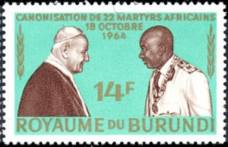 CANONISATION DE 22 MARTYRS AFRICAINS
18 OCTOBRE
1964
14F
ROYAUME DU BURUNDI